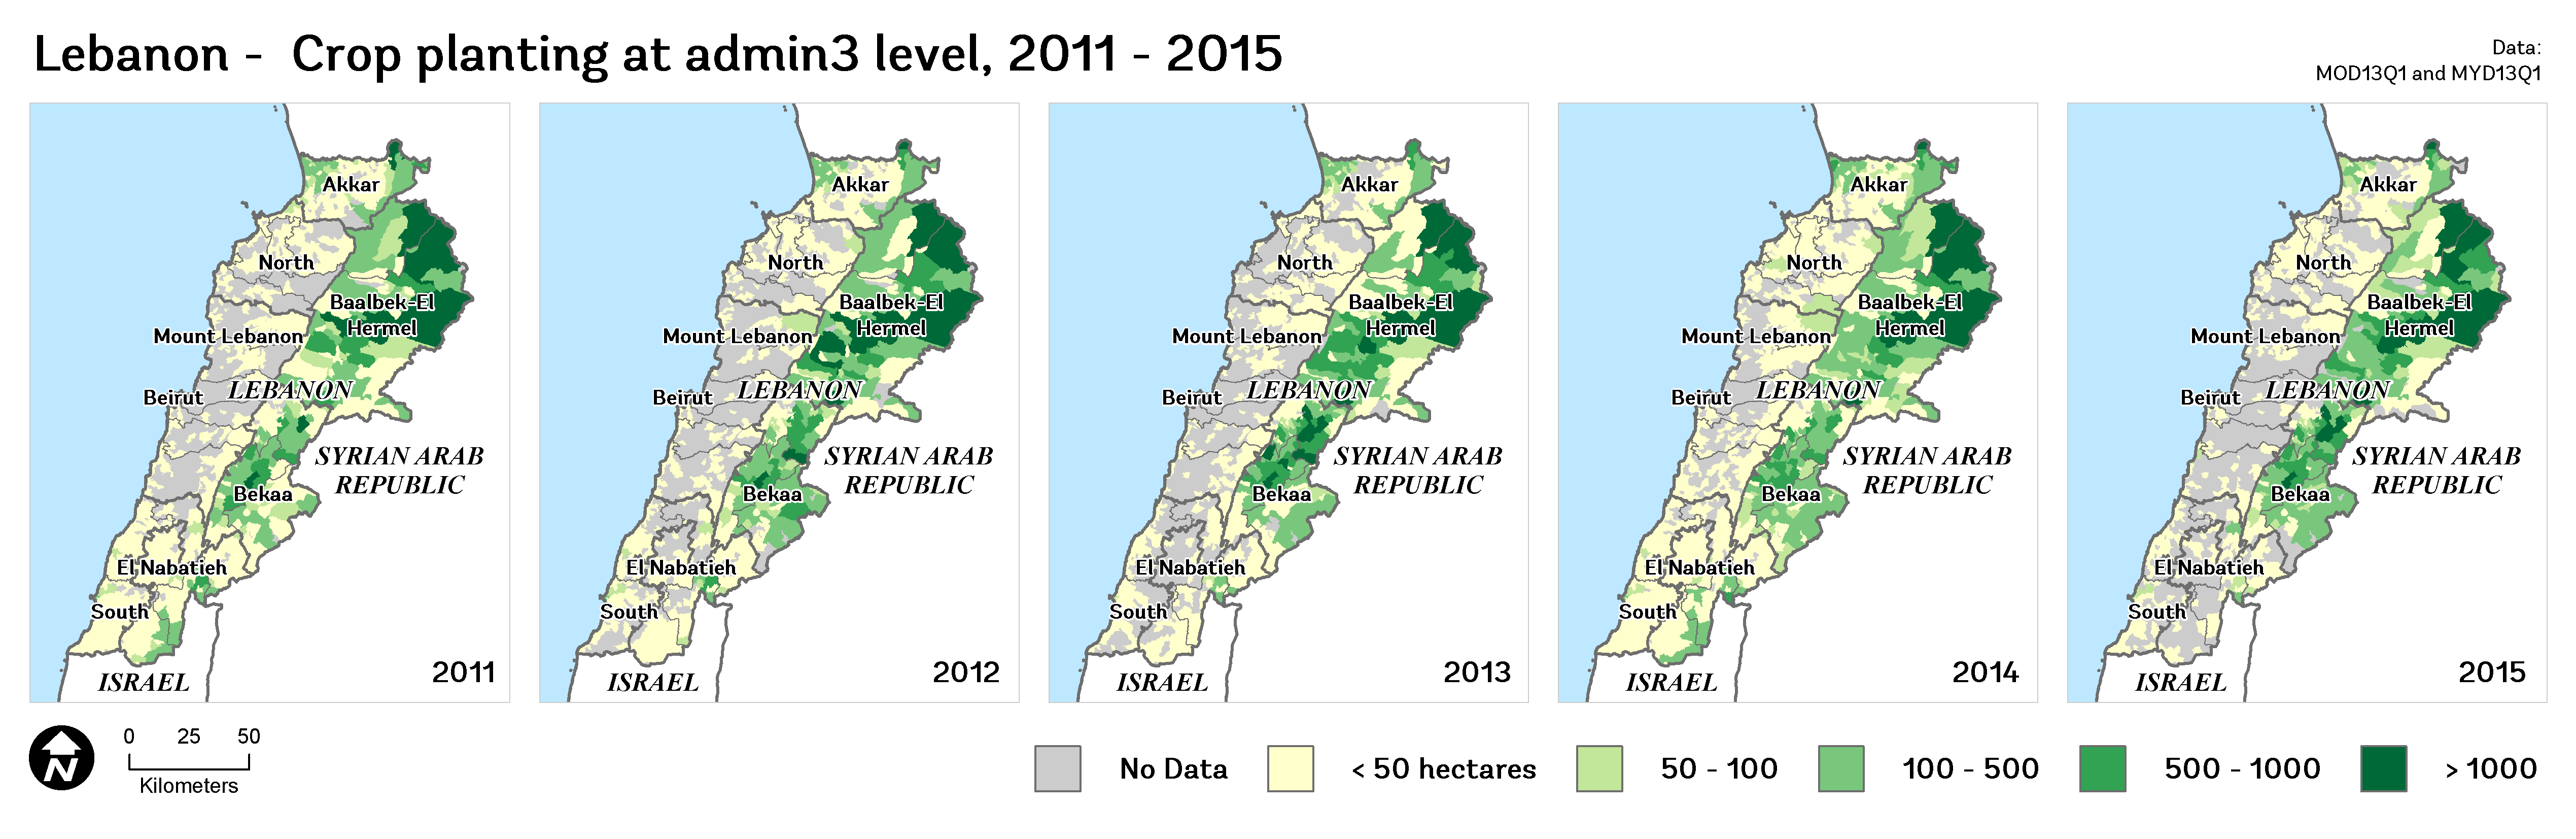 Lebanon - Crop planting at admin3 level, 2011 - 2015
Data:
MOD13Q1 and MYD13Q1
Akkar
North
Baalbek-El
Hermel
Mount Lebanon
Beirut
LEBANON
SYRIAN ARAB
REPUBLIC
Bekaa
El Nabatieh
South
ISRAEL
2011
Akkar
North
Baalbek-El
Hermel
Mount Lebanon
Beirut
LEBANON
SYRIAN ARAB
REPUBLIC
Bekaa
El Nabatieh
South
ISRAEL
2012
Akkar
North
Baalbek-El
Hermel
Mount Lebanon
Beirut
LEBANON
SYRIAN ARAB
REPUBLIC
Bekaa
El Nabatieh
South
ISRAEL
2013
Akkar
North
Baalbek-El
Hermel
Mount Lebanon
Beirut
LEBANON
SYRIAN ARAB
REPUBLIC
Bekaa
El Nabatieh
South
ISRAEL
2014
Akkar
North
Baalbek-El
Hermel
Mount Lebanon
Beirut
LEBANON
SYRIAN ARAB
REPUBLIC
Bekaa
El Nabatieh
South
ISRAEL
2015
N
0 25 50
Kilometers
No Data
< 50 hectares
50 - 100
100 - 500
500 - 1000
> 1000